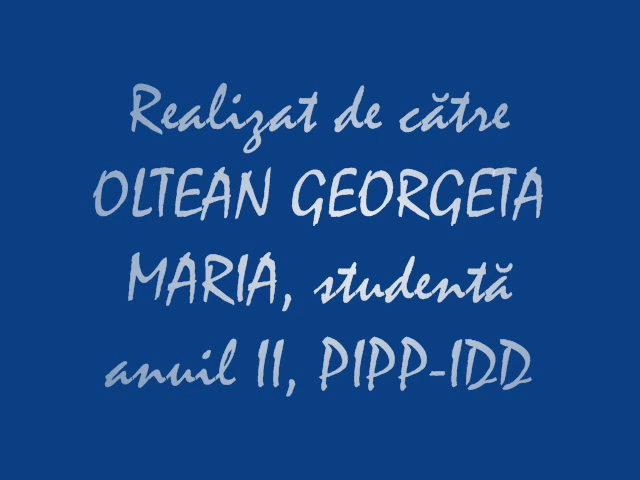 Realizat de către
OLTEAN GEORGETA
MARIA, studentă
anuil II, PIPP-IDD